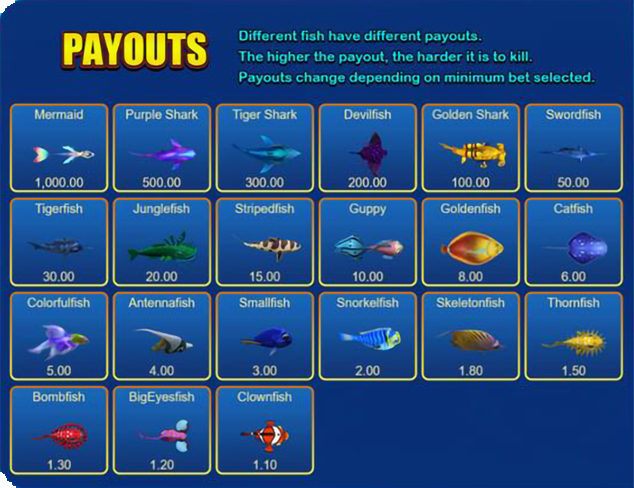 PAYOUTS
Different fish have different payouts.
The higher the payout, the harder it is to kill.
Payouts change depending on minimum bet selected.
Mermaid Purple Shark Tiger Shark Devilfish Golden Shark Swordfish
1,000.00 500.00 300.00 200.00 100.00 50.00
Tigerfish Junglefish Stripedfish Guppy Goldenfish Catfish
30.00 20.00 15.00 10.00 8.00 6.00
Colorfulfish Antennafish Smallfish Snorkelfish Skeletonfish Thornfish
5.00 4.00 3.00 2.00 1.80 1.50
Bombfish BigEyesfish Clownfish
1.30 1.20 1.10